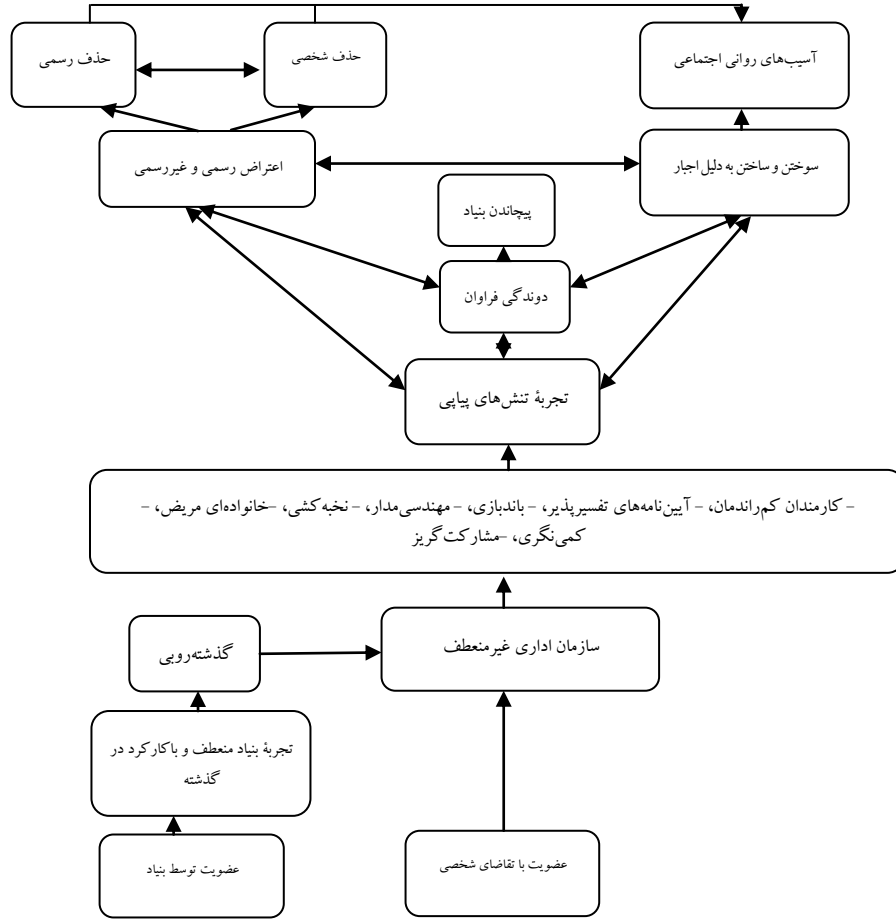 آسیب‌های روانی اجتماعی
حذف شخصی
حذف رسمی
سوختن و ساختن به دلیل اجبار
اعتراض رسمی و غیررسمی
پیچاندن بنیاد
دوندگی فراوان
تجربهٔ تنش‌های پیاپی
- کارمندان کم‌راندمان، - آیین‌نامه‌های تفسیرپذیر، - باندبازی، - مهندسی‌مدار، - نخبه‌کشی، -خانواده‌ای مریض، -
کمی‌نگری، -مشارکت‌گریز
سازمان اداری غیرمنعطف
گذشته‌روبی
تجربهٔ بنیاد منعطف و باکارکرد در
گذشته
عضویت با تقاضای شخصی
عضویت توسط بنیاد